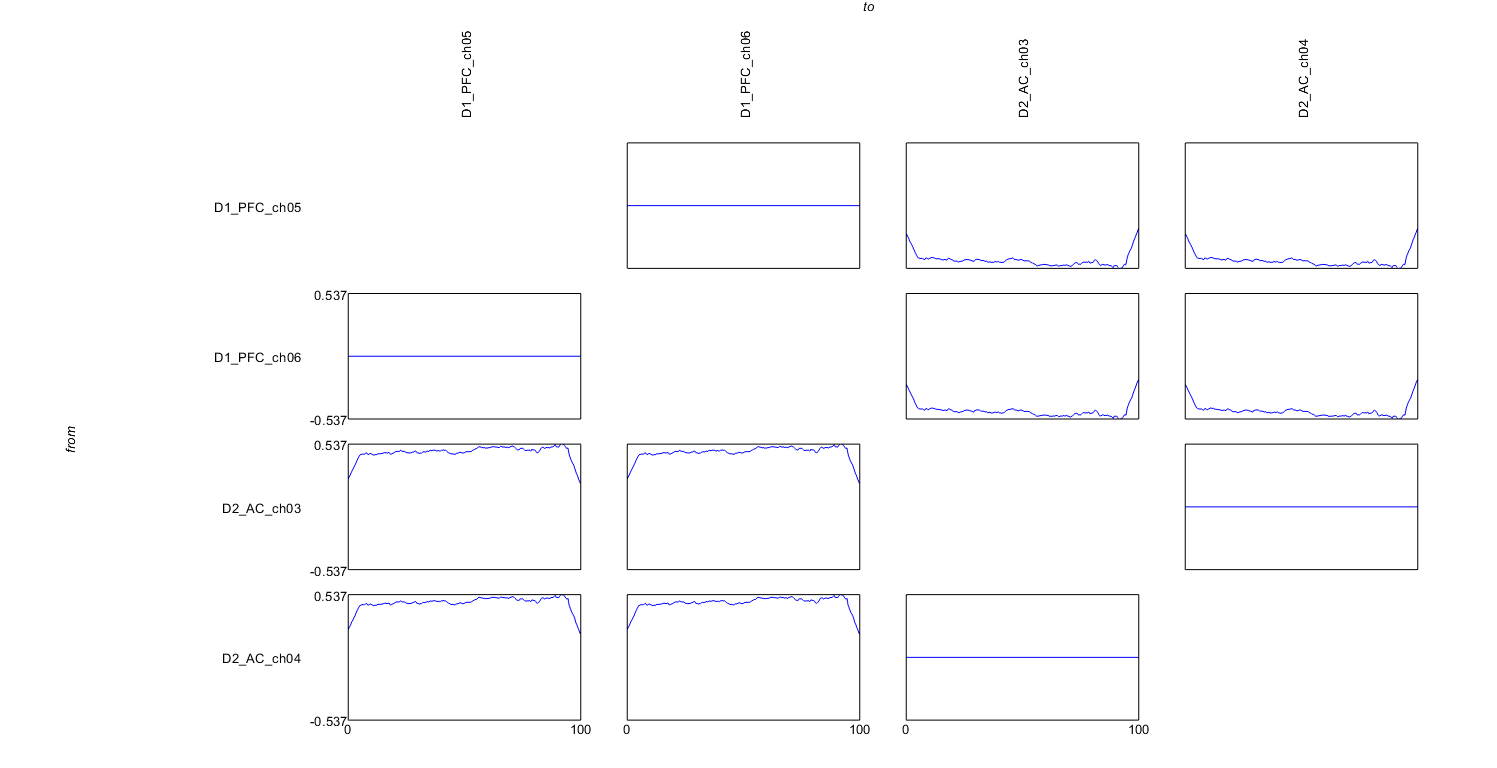 to
D1_PFC_ch05
D1_PFC_ch06
D2_AC_ch03
D2_AC_ch04
D1_PFC_ch05
0.537
D1_PFC_ch06
-0.537
from
0.537
D2_AC_ch03
-0.537
0.537
D2_AC_ch04
-0.537
0 100 0 100 0 100